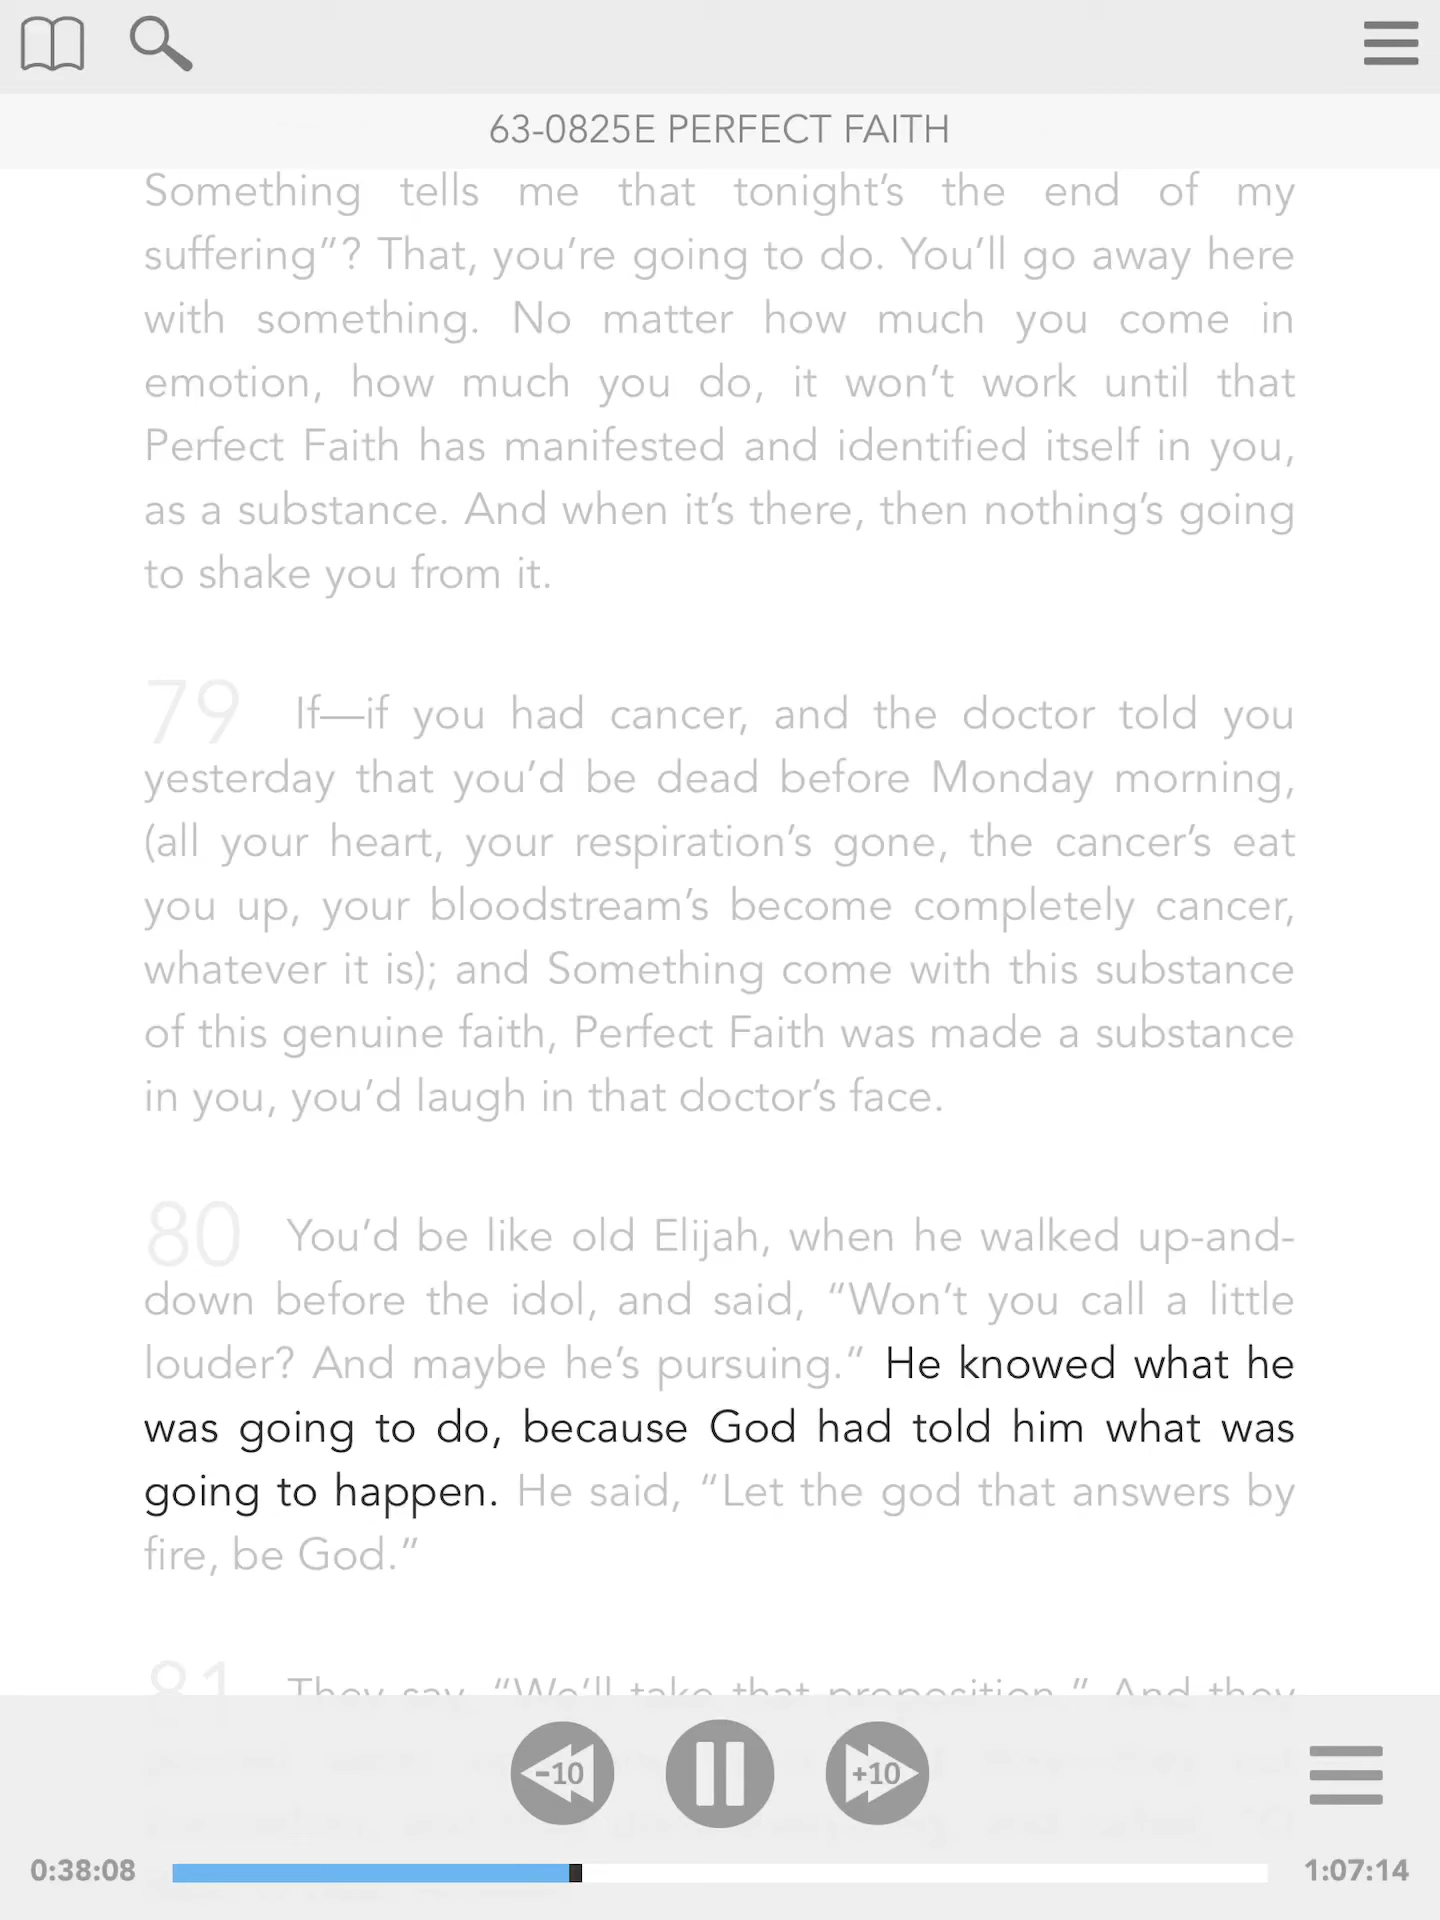 63-0825E PERFECT FAITH
Something tells me that tonight’s the end of my
suffering”? That, you’re going to do. You’ll go away here
with something. No matter how much you come in
emotion, how much you do, it won’t work until that
Perfect Faith has manifested and identified itself in you,
as a substance. And when it’s there, then nothing’s going
to shake you from it.
79 If—if you had cancer, and the doctor told you
yesterday that you’d be dead before Monday morning,
(all your heart, your respiration’s gone, the cancer’s eat
you up, your bloodstream’s become completely cancer,
whatever it is); and Something come with this substance
of this genuine faith, Perfect Faith was made a substance
in you, you’d laugh in that doctor’s face.
80 You’d be like old Elijah, when he walked up-and-
down before the idol, and said, “Won’t you call a little
louder? And maybe he’s pursuing.” He knowed what he
was going to do, because God had told him what was
going to happen. He said, “Let the god that answers by
fire, be God.”
81 They say, “We’ll take that proposition.” And they
-10 +10
0:38:08 1:07:14